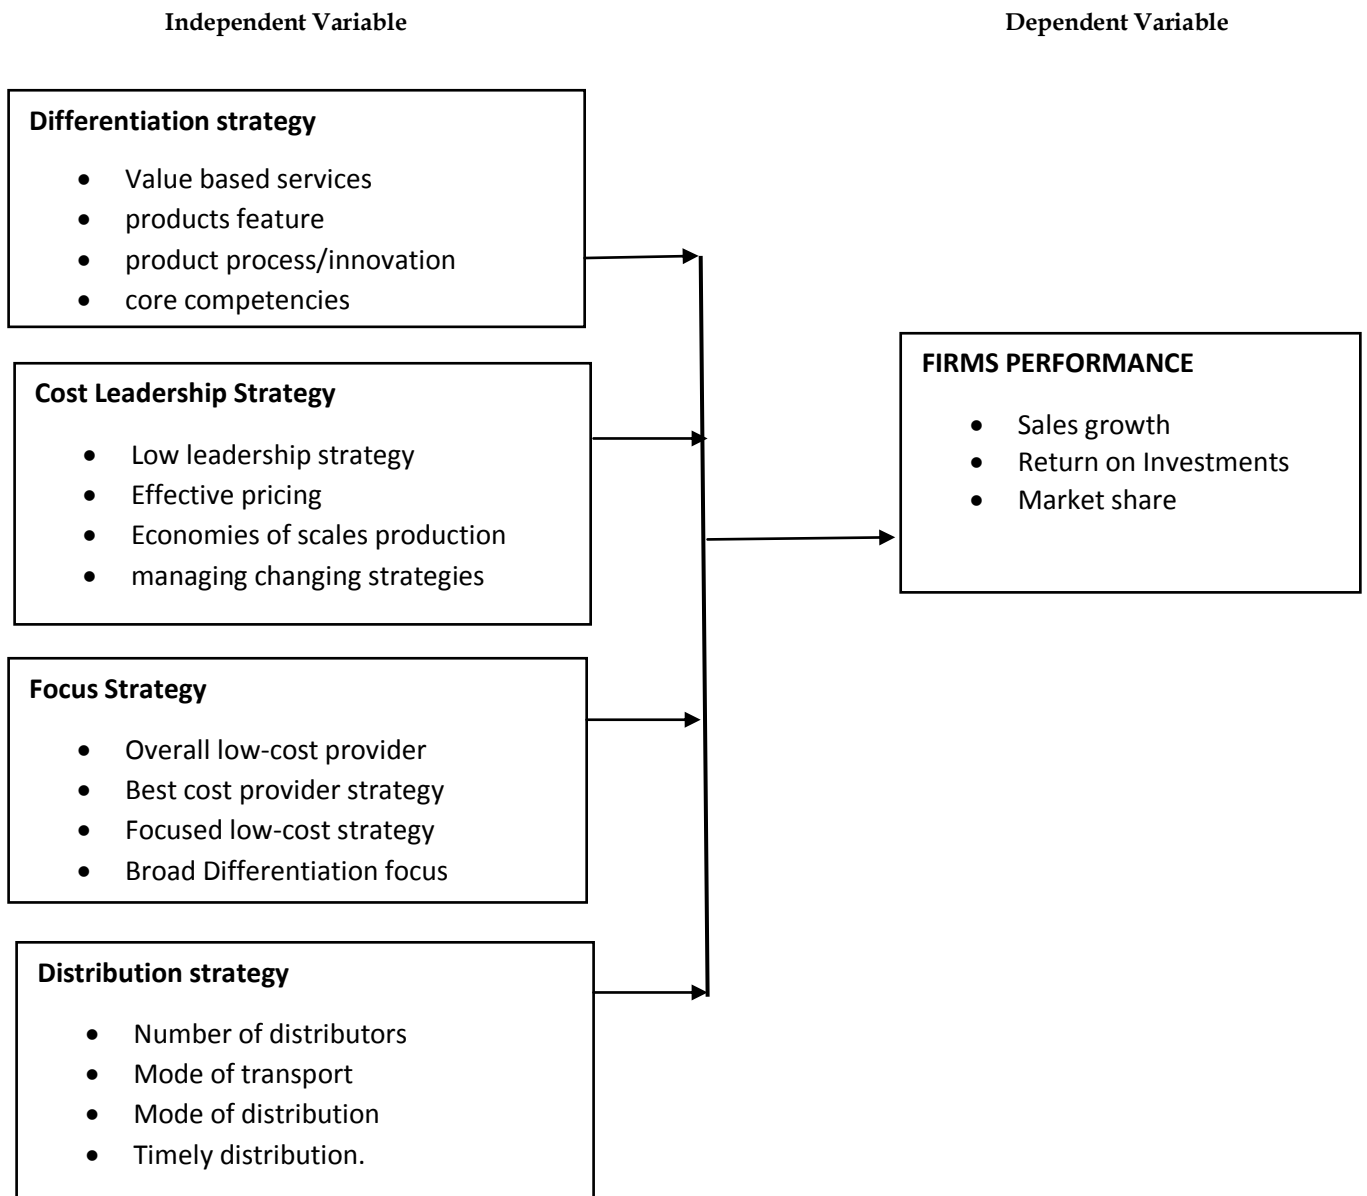 Independent Variable
Dependent Variable
Differentiation strategy
• Value based services
• products feature
• product process/innovation
• core competencies
Cost Leadership Strategy
• Low leadership strategy
• Effective pricing
• Economies of scales production
• managing changing strategies
FIRMS PERFORMANCE
• Sales growth
• Return on Investments
• Market share
Focus Strategy
• Overall low-cost provider
• Best cost provider strategy
• Focused low-cost strategy
• Broad Differentiation focus
Distribution strategy
• Number of distributors
• Mode of transport
• Mode of distribution
• Timely distribution.